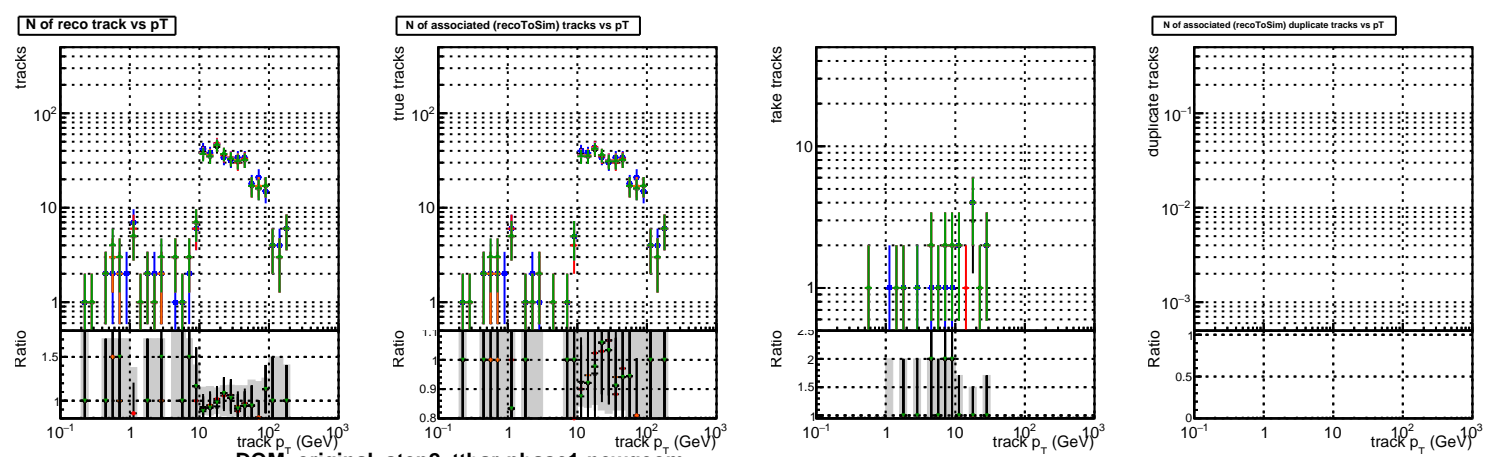 N of reco track vs pT
N of associated (recoToSim) tracks vs pT
N of associated (recoToSim) duplicate tracks vs pT
tracks
10²
10
1
Ratio
1.5
1
10⁻¹ 1 10 10² 10³
track p_T (GeV)
true tracks
10²
10
1
Ratio
1.1
1
0.9
0.8
10⁻¹ 1 10 10² 10³
track p_T (GeV)
fake tracks
10
1
Ratio
2.5
2
1.5
1
10⁻¹ 1 10 10² 10³
track p_T (GeV)
duplicate tracks
10⁻¹
10⁻²
10⁻³
Ratio
1
0.5
0
10⁻¹ 1 10 10² 10³
track p_T (GeV)